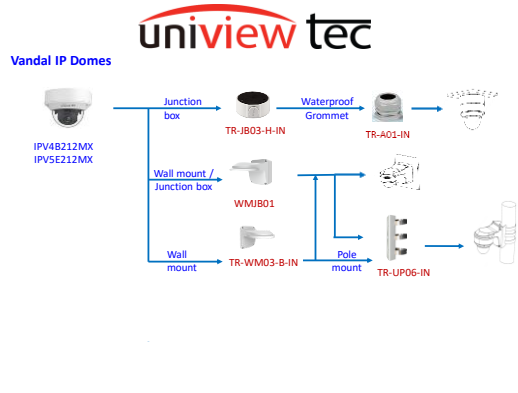 uniview tec
Vandal IP Domes
Junction
box
Waterproof
Grommet
TR-JB03-H-IN
TR-A01-IN
IPV4B212MX
IPV5E212MX
Wall mount /
Junction box
WMJB01
Wall
mount
TR-WM03-B-IN
Pole
mount
TR-UP06-IN